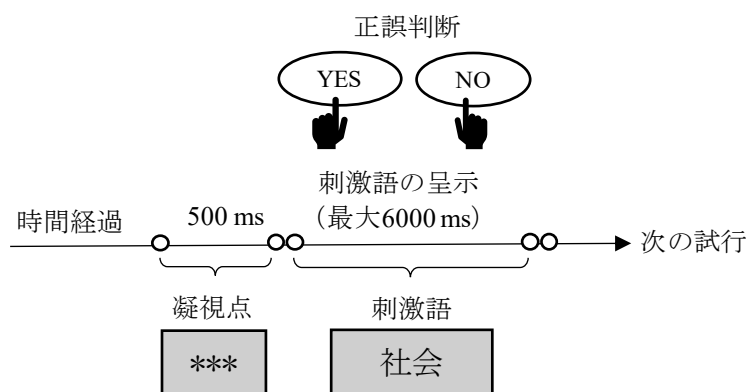 正誤判断
YES
NO
刺激語の呈示
時間経過
500 ms
(最大6000 ms)
次の試行
凝視点
刺激語
***
社会